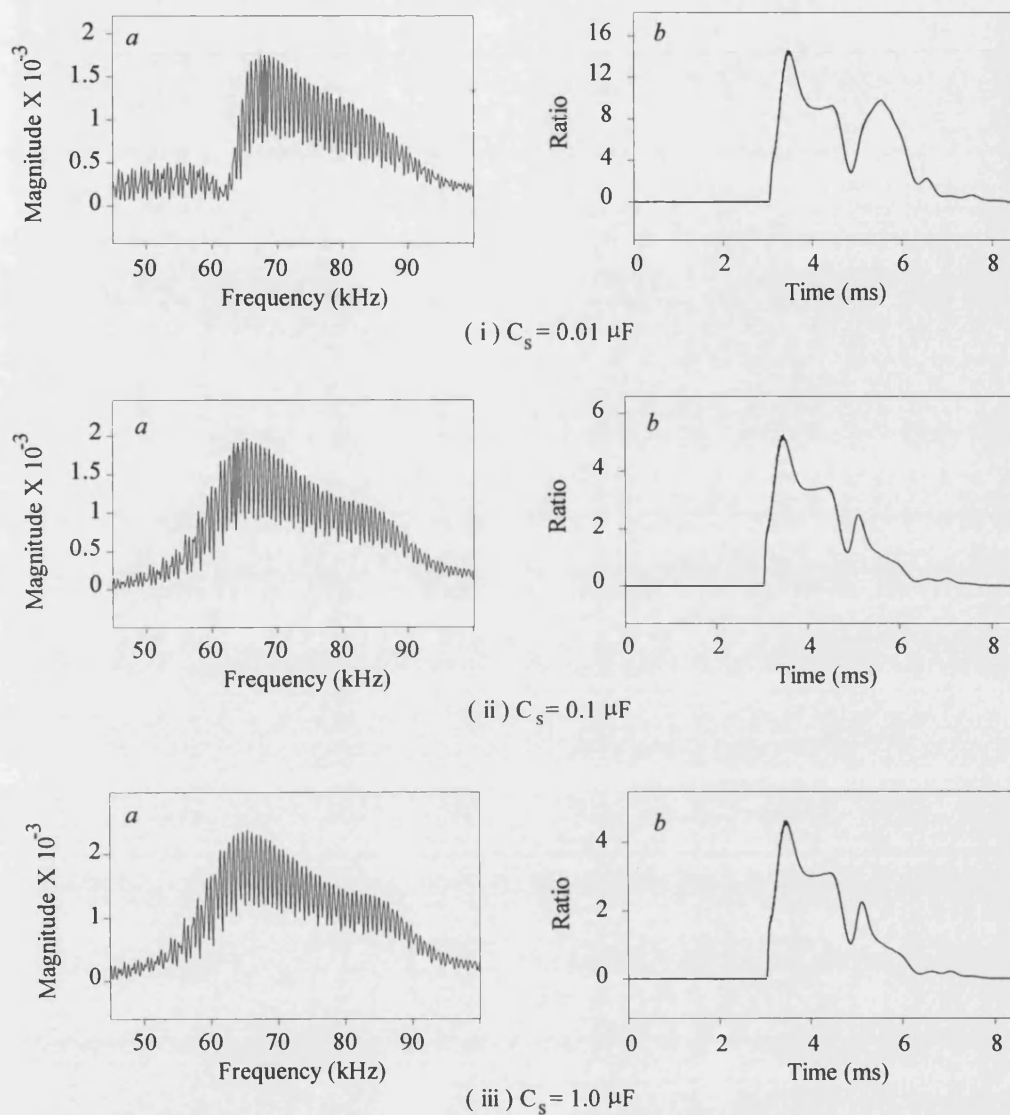 a
Magnitude X 10-3
2
1.5
1
0.5
0
50 60 70 80 90
Frequency (kHz)
b
Ratio
16
12
8
4
0
0 2 4 6 8
Time (ms)
( i ) Cs = 0.01 μF
a
Magnitude X 10-3
2
1.5
1
0.5
0
50 60 70 80 90
Frequency (kHz)
b
Ratio
6
4
2
0
0 2 4 6 8
Time (ms)
( ii ) Cs = 0.1 μF
a
Magnitude X 10-3
2
1
0
50 60 70 80 90
Frequency (kHz)
b
Ratio
4
2
0
0 2 4 6 8
Time (ms)
( iii ) Cs = 1.0 μF